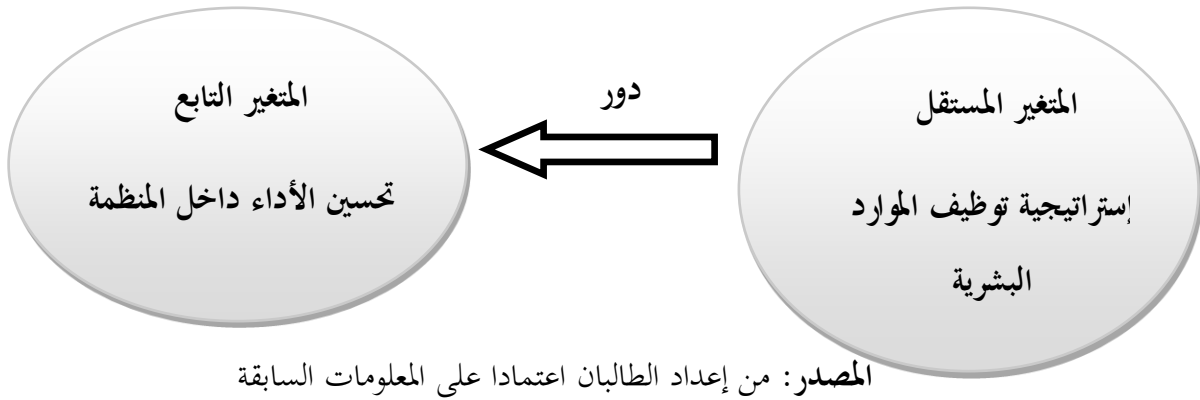 المتغير المستقل
إستراتيجية توظيف الموارد
البشرية
دور
المتغير التابع
تحسين الأداء داخل المنظمة
المصدر: من إعداد الطالبان اعتمادا على المعلومات السابقة